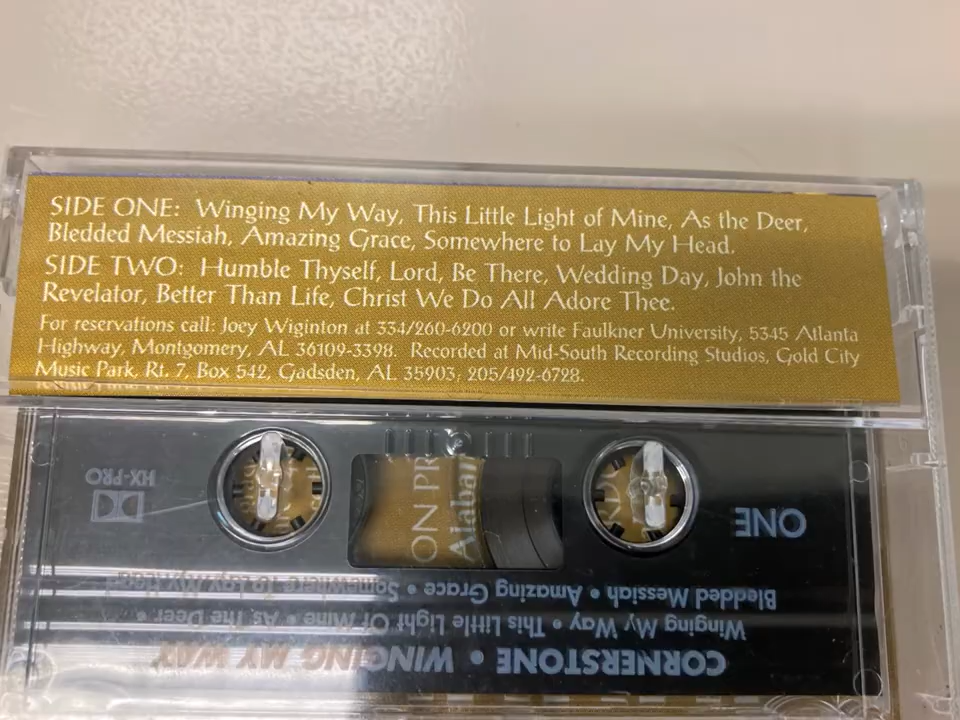 SIDE ONE: Winging My Way, This Little Light of Mine, As the Deer,
Bledded Messiah, Amazing Grace, Somewhere to Lay My Head.
SIDE TWO: Humble Thyself, Lord, Be There, Wedding Day, John the
Revelator, Better Than Life, Christ We Do All Adore Thee.
For reservations call: Joey Wiginton at 334/260-6200 or write Faulkner University, 5345 Atlanta
Highway, Montgomery, AL 36109-3398. Recorded at Mid-South Recording Studios, Gold City
Music Park, Rt. 7, Box 542, Gadsden, AL 35903; 205/492-6728.
HX-PRO
ON PR
Alabam
ONE
Bledded Messiah • Amazing Grace • Somewhere To Lay My Head
Winging My Way • This Little Light Of Mine • As The Deer •
CORNERSTONE • WINGING MY WAY